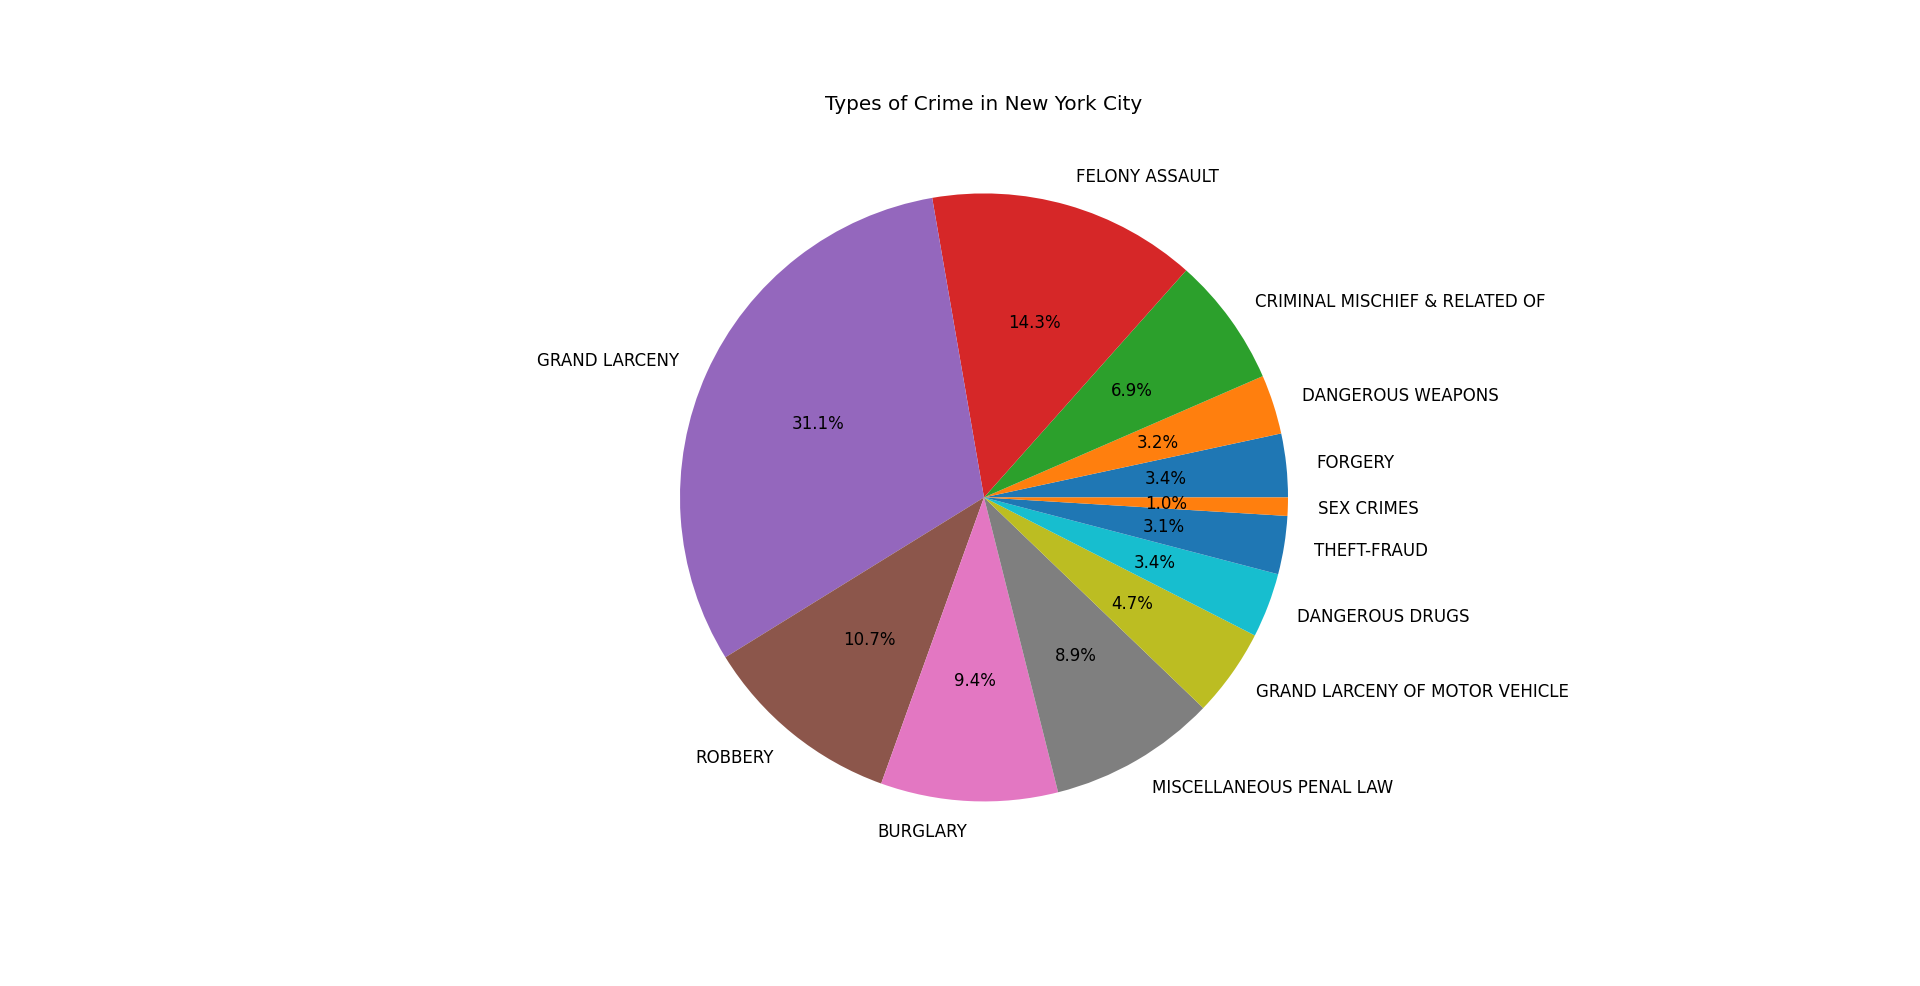 Types of Crime in New York City
FELONY ASSAULT
CRIMINAL MISCHIEF & RELATED OF
14.3%
GRAND LARCENY
6.9%
DANGEROUS WEAPONS
31.1%
3.2%
FORGERY
3.4%
1.0%
SEX CRIMES
3.1%
THEFT-FRAUD
3.4%
DANGEROUS DRUGS
4.7%
10.7%
8.9%
9.4%
GRAND LARCENY OF MOTOR VEHICLE
ROBBERY
MISCELLANEOUS PENAL LAW
BURGLARY